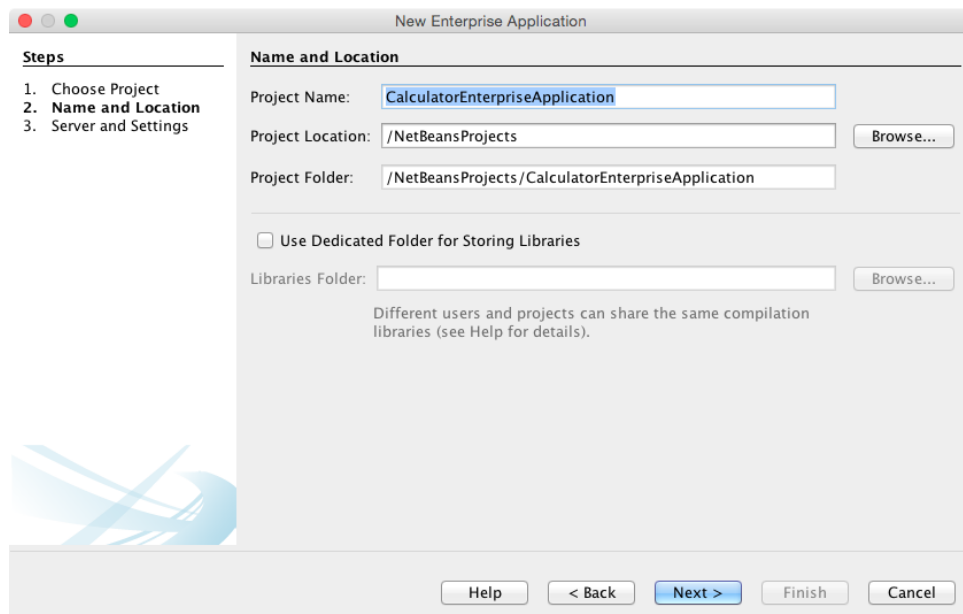 New Enterprise Application
Steps
1. Choose Project
2. Name and Location
3. Server and Settings
Name and Location
Project Name: CalculatorEnterpriseApplication
Project Location: /NetBeansProjects Browse...
Project Folder: /NetBeansProjects/CalculatorEnterpriseApplication
Use Dedicated Folder for Storing Libraries
Libraries Folder: Browse...
Different users and projects can share the same compilation
libraries (see Help for details).
Help < Back Next > Finish Cancel